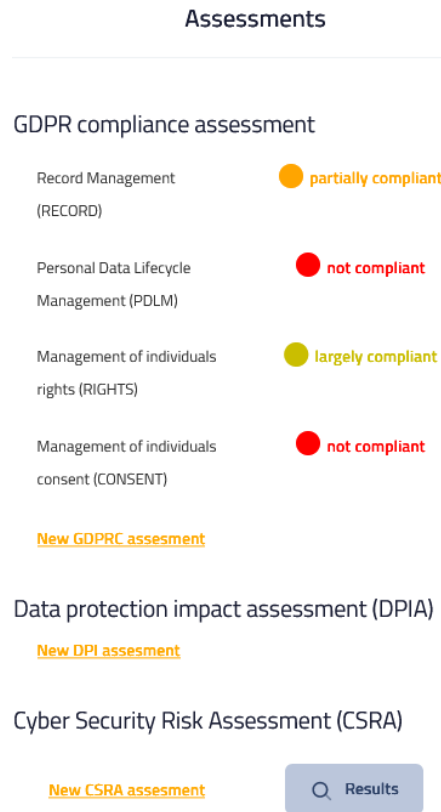 Assessments
GDPR compliance assessment
Record Management
(RECORD)
partially compliant
Personal Data Lifecycle
Management (PDLM)
not compliant
Management of individuals
rights (RIGHTS)
largely compliant
Management of individuals
consent (CONSENT)
not compliant
New GDPRC assesment
Data protection impact assessment (DPIA)
New DPI assesment
Cyber Security Risk Assessment (CSRA)
New CSRA assesment
Results